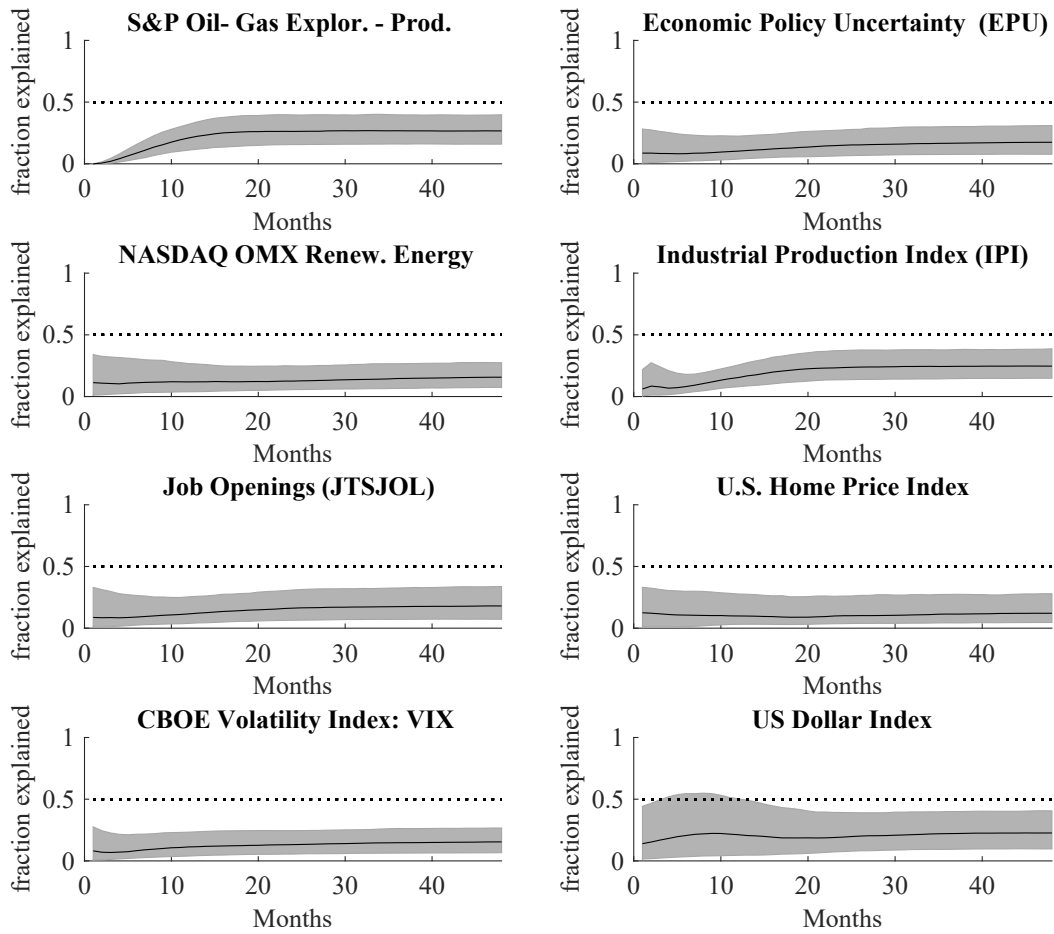 S&P Oil- Gas Explor. - Prod.
fraction explained
1
0.5
0
0 10 20 30 40
Months
Economic Policy Uncertainty (EPU)
fraction explained
1
0.5
0
0 10 20 30 40
Months
NASDAQ OMX Renew. Energy
fraction explained
1
0.5
0
0 10 20 30 40
Months
Industrial Production Index (IPI)
fraction explained
1
0.5
0
0 10 20 30 40
Months
Job Openings (JTSJOL)
fraction explained
1
0.5
0
0 10 20 30 40
Months
U.S. Home Price Index
fraction explained
1
0.5
0
0 10 20 30 40
Months
CBOE Volatility Index: VIX
fraction explained
1
0.5
0
0 10 20 30 40
Months
US Dollar Index
fraction explained
1
0.5
0
0 10 20 30 40
Months